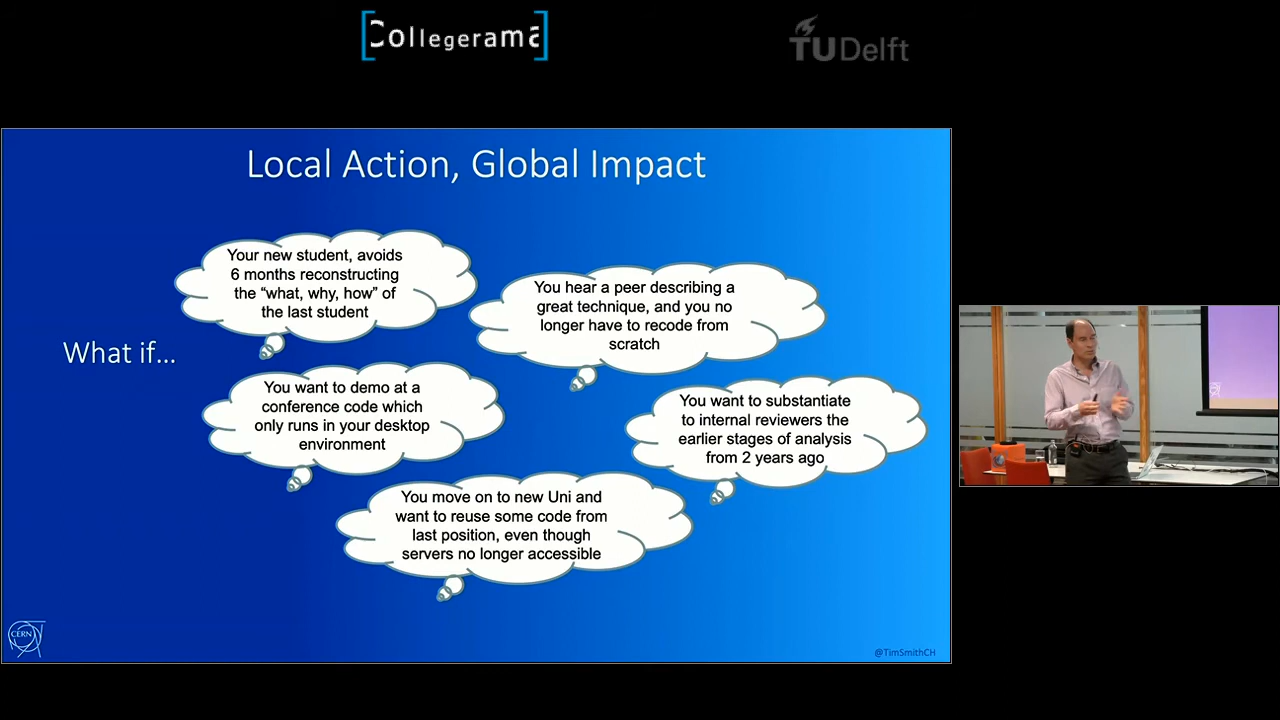 Collegerama
TU Delft
Local Action, Global Impact
Your new student, avoids
6 months reconstructing
the “what, why, how” of
the last student
You hear a peer describing a
great technique, and you no
longer have to recode from
scratch
What if...
You want to demo at a
conference code which
only runs in your desktop
environment
You want to substantiate
to internal reviewers the
earlier stages of analysis
from 2 years ago
You move on to new Uni and
want to reuse some code from
last position, even though
servers no longer accessible
CERN
@TimSmithCH